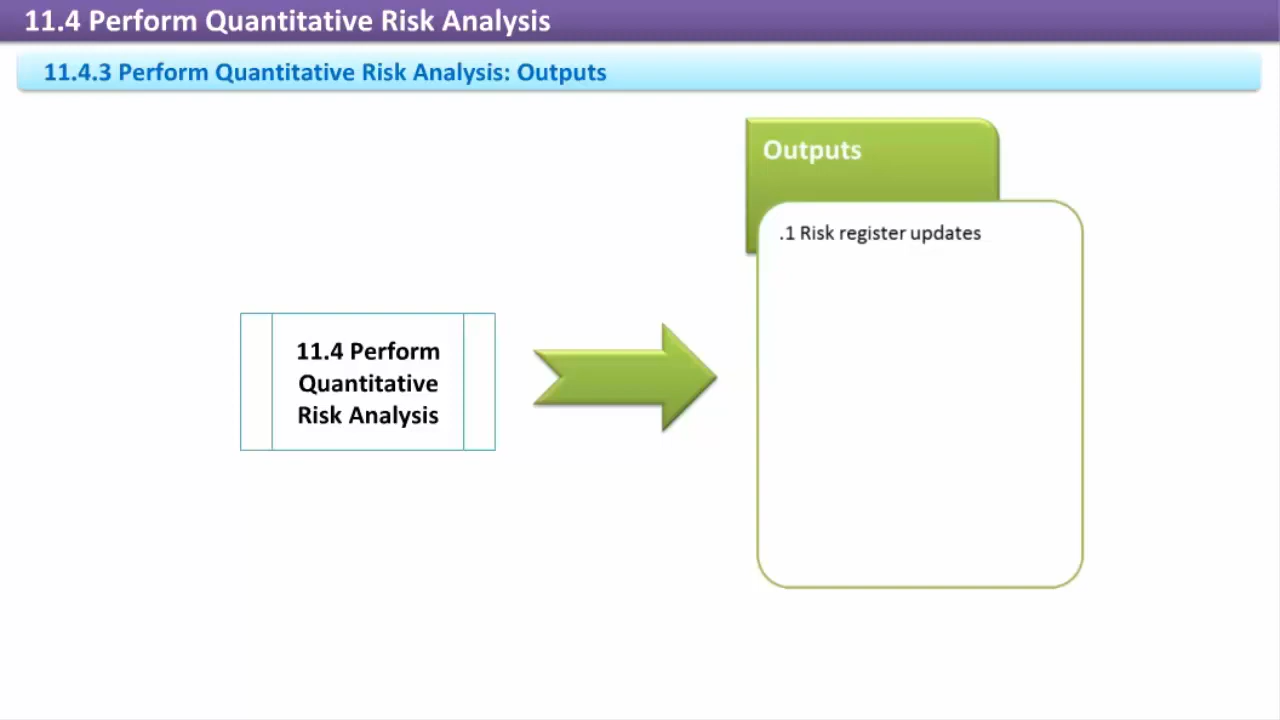 11.4 Perform Quantitative Risk Analysis
11.4.3 Perform Quantitative Risk Analysis: Outputs
Outputs
.1 Risk register updates
11.4 Perform
Quantitative
Risk Analysis